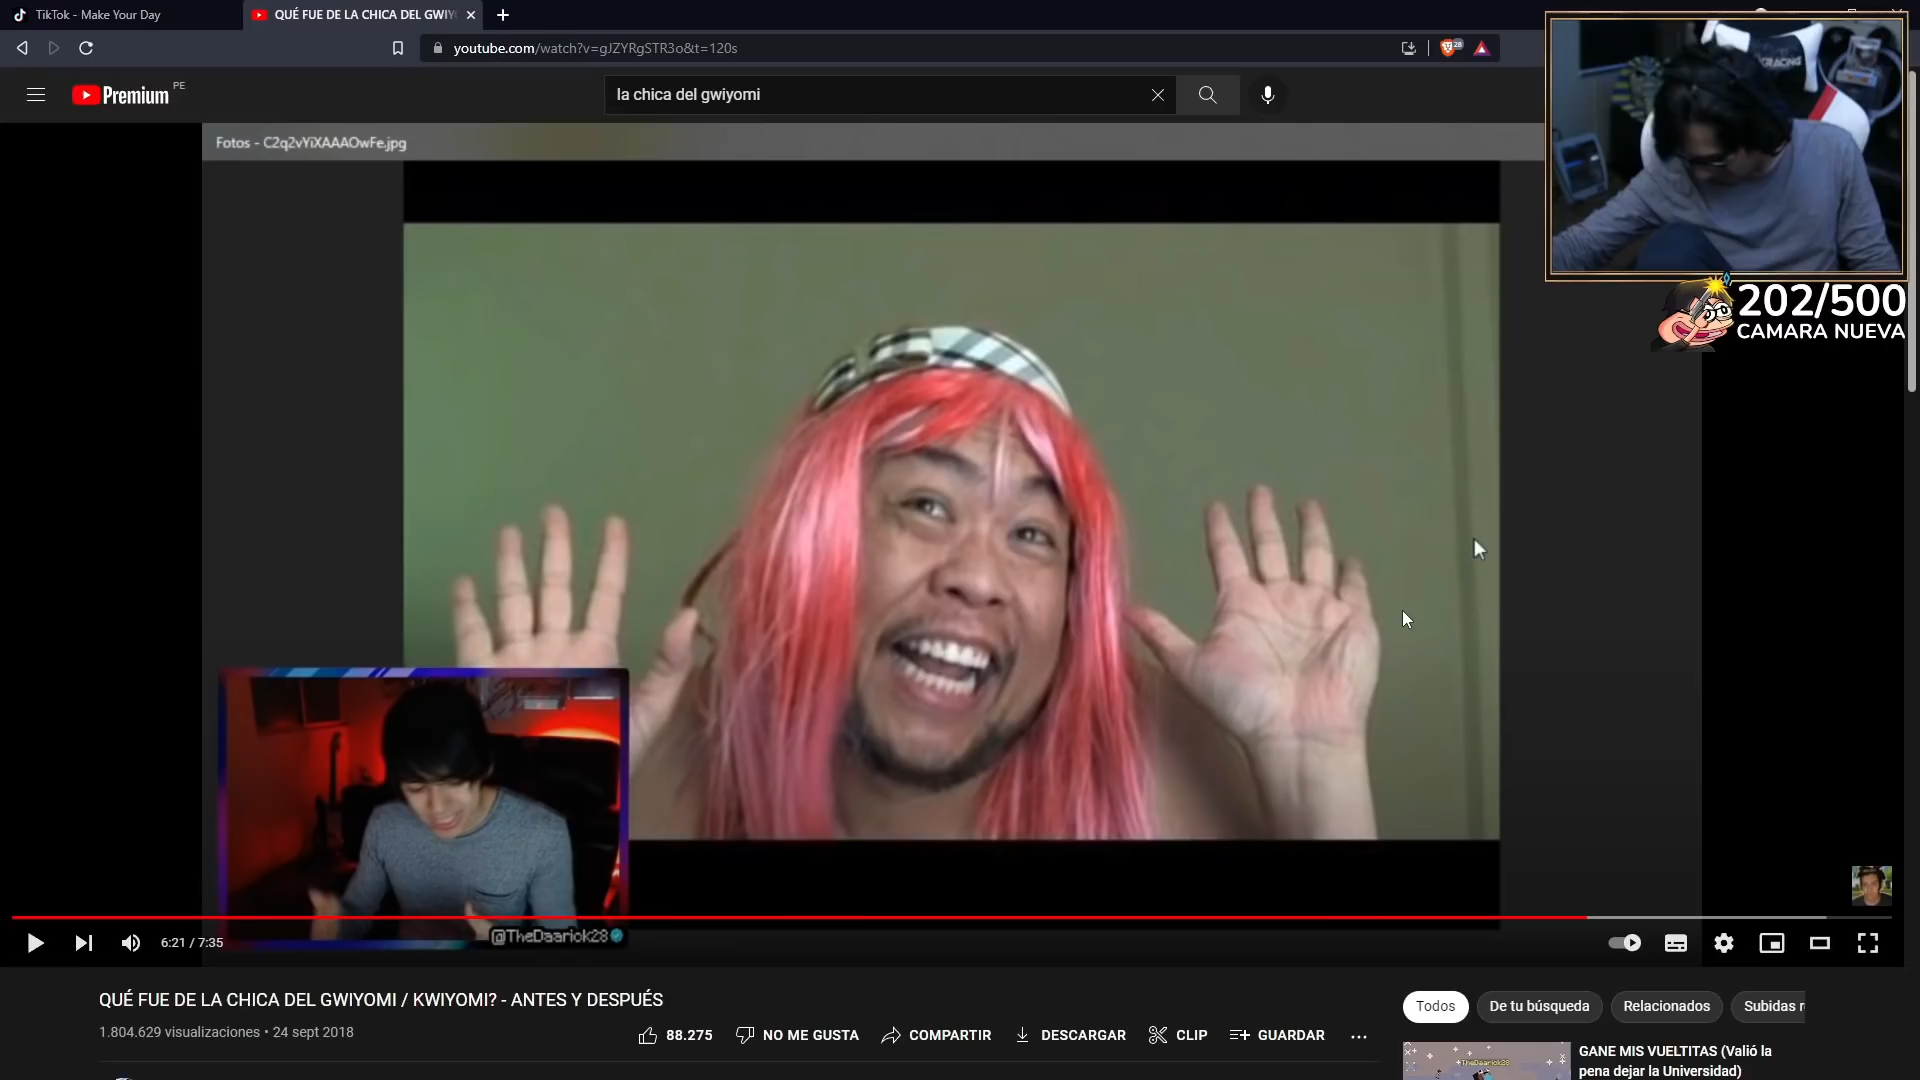 TikTok - Make Your Day
QUÉ FUE DE LA CHICA DEL GWIY
youtube.com/watch?v=gJZYRgSTR3o&t=120s
28
Premium PE
la chica del gwiyomi
Fotos - C2q2vYiXAAAOwFe.jpg
202/500
CAMARA NUEVA
@TheDaarick28
6:21 / 7:35
QUÉ FUE DE LA CHICA DEL GWIYOMI / KWIYOMI? - ANTES Y DESPUÉS
1.804.629 visualizaciones • 24 sept 2018
88.275 NO ME GUSTA COMPARTIR DESCARGAR CLIP GUARDAR
Todos De tu búsqueda Relacionados Subidas r
GANE MIS VUELTITAS (Valió la
pena dejar la Universidad)